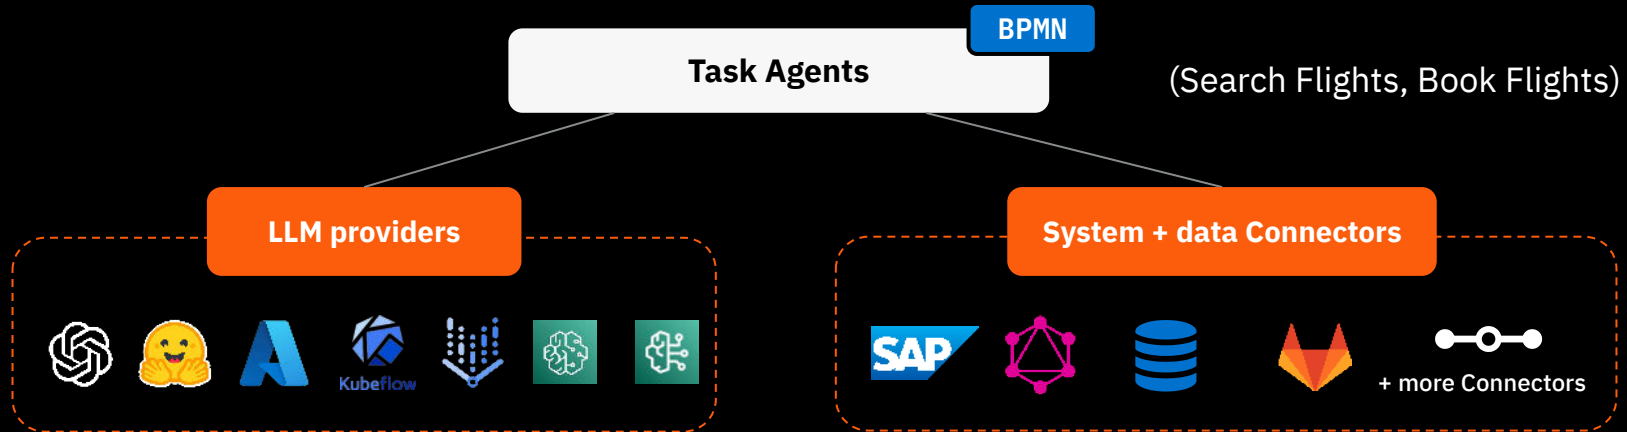 BPMN
Task Agents
(Search Flights, Book Flights)
LLM providers
System + data Connectors
Kubeflow
SAP
+ more Connectors